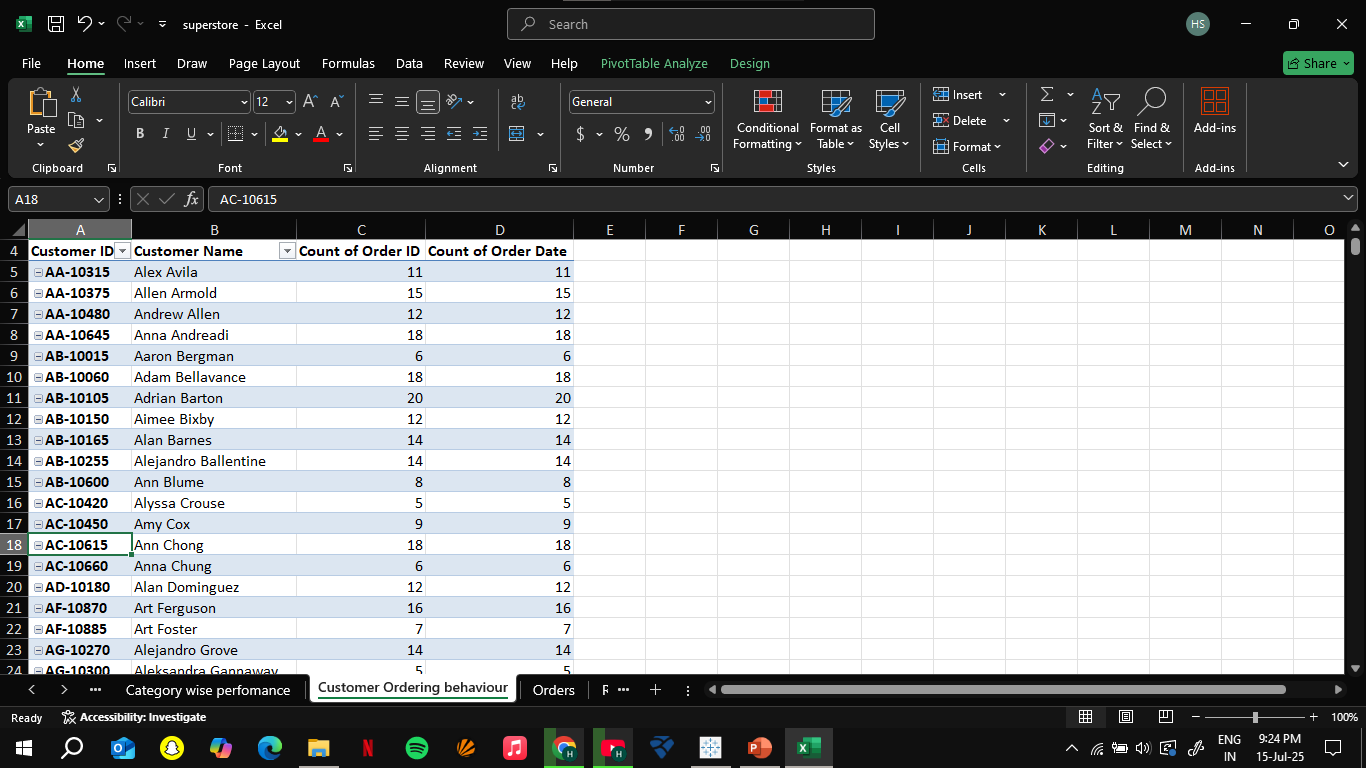 superstore - Excel
Search
HS
File Home Insert Draw Page Layout Formulas Data Review View Help PivotTable Analyze Design Share
Paste
Calibri 12
General
B I U
A
$ % 9
Conditional Formatting
Format as Table
Cell Styles
Insert
Delete
Format
Sort & Filter
Find & Select
Add-ins
Clipboard Font Alignment Number Styles Cells Editing Add-ins
A18 fx AC-10615
A B C D E F G H I J K L M N O
4 Customer ID Customer Name Count of Order ID Count of Order Date
5 AA-10315 Alex Avila 11 11
6 AA-10375 Allen Armold 15 15
7 AA-10480 Andrew Allen 12 12
8 AA-10645 Anna Andreadi 18 18
9 AB-10015 Aaron Bergman 6 6
10 AB-10060 Adam Bellavance 18 18
11 AB-10105 Adrian Barton 20 20
12 AB-10150 Aimee Bixby 12 12
13 AB-10165 Alan Barnes 14 14
14 AB-10255 Alejandro Ballentine 14 14
15 AB-10600 Ann Blume 8 8
16 AC-10420 Alyssa Crouse 5 5
17 AC-10450 Amy Cox 9 9
18 AC-10615 Ann Chong 18 18
19 AC-10660 Anna Chung 6 6
20 AD-10180 Alan Dominguez 12 12
21 AF-10870 Art Ferguson 16 16
22 AF-10885 Art Foster 7 7
23 AG-10270 Alejandro Grove 14 14
24 AG-10300 Aleksandra Gannaway 5 5
Category wise perfomance Customer Ordering behaviour Orders
Ready Accessibility: Investigate 100%
ENG IN
9:24 PM
15-Jul-25